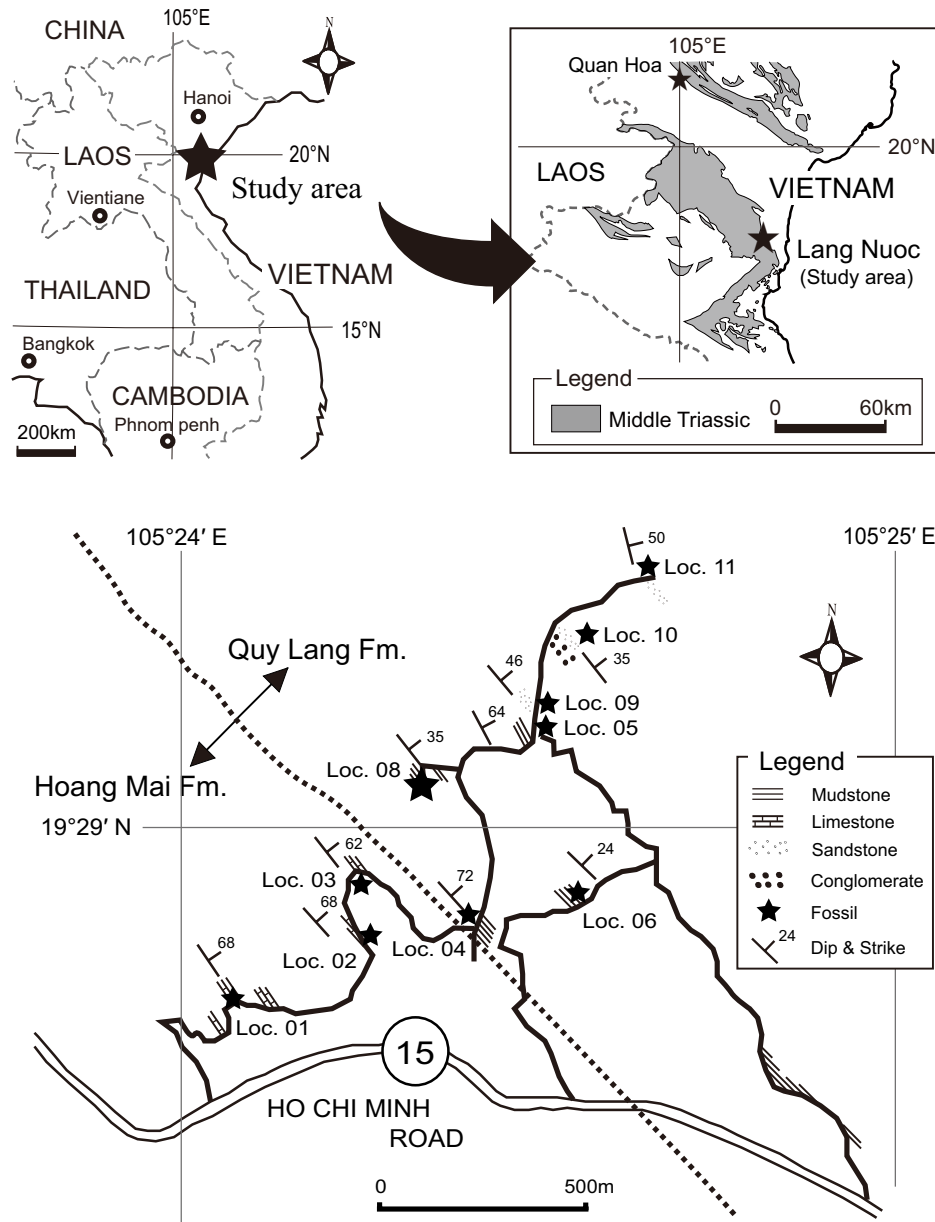 105°E
CHINA
N
Hanoi
LAOS
20°N
Study area
Vientiane
VIETNAM
THAILAND
15°N
Bangkok
CAMBODIA
Phnom penh
200km
105°E
Quan Hoa
20°N
LAOS
VIETNAM
Lang Nuoc
(Study area)
Legend
Middle Triassic
0 60km
105°24′ E
105°25′ E
50
Loc. 11
N
Quy Lang Fm.
Loc. 10
35
46
Loc. 09
64
Loc. 05
35
Loc. 08
Hoang Mai Fm.
19°29′ N
62
Loc. 03
72
24
68
Loc. 06
Loc. 04
Loc. 02
68
Loc. 01
Legend
Mudstone
Limestone
Sandstone
Conglomerate
Fossil
24
Dip & Strike
15
HO CHI MINH
ROAD
0 500m